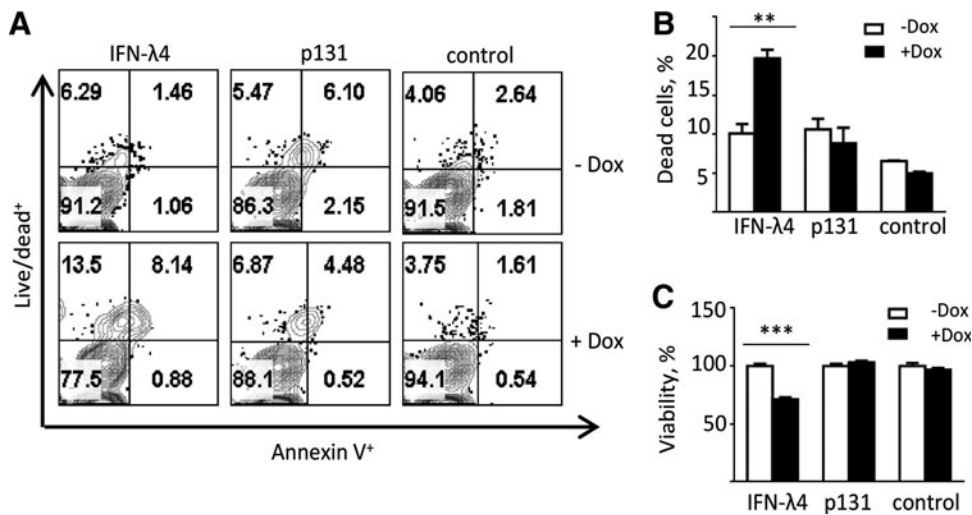 A
IFN-λ4 p131 control
6.29 1.46 5.47 6.10 4.06 2.64
91.2 1.06 86.3 2.15 91.5 1.81
- Dox
13.5 8.14 6.87 4.48 3.75 1.61
77.5 0.88 88.1 0.52 94.1 0.54
+ Dox
Live/dead⁺
Annexin V⁺
B
-Dox
+Dox
**
Dead cells, %
20
15
10
5
IFN-λ4 p131 control
C
-Dox
+Dox
***
Viability, %
150
100
50
IFN-λ4 p131 control